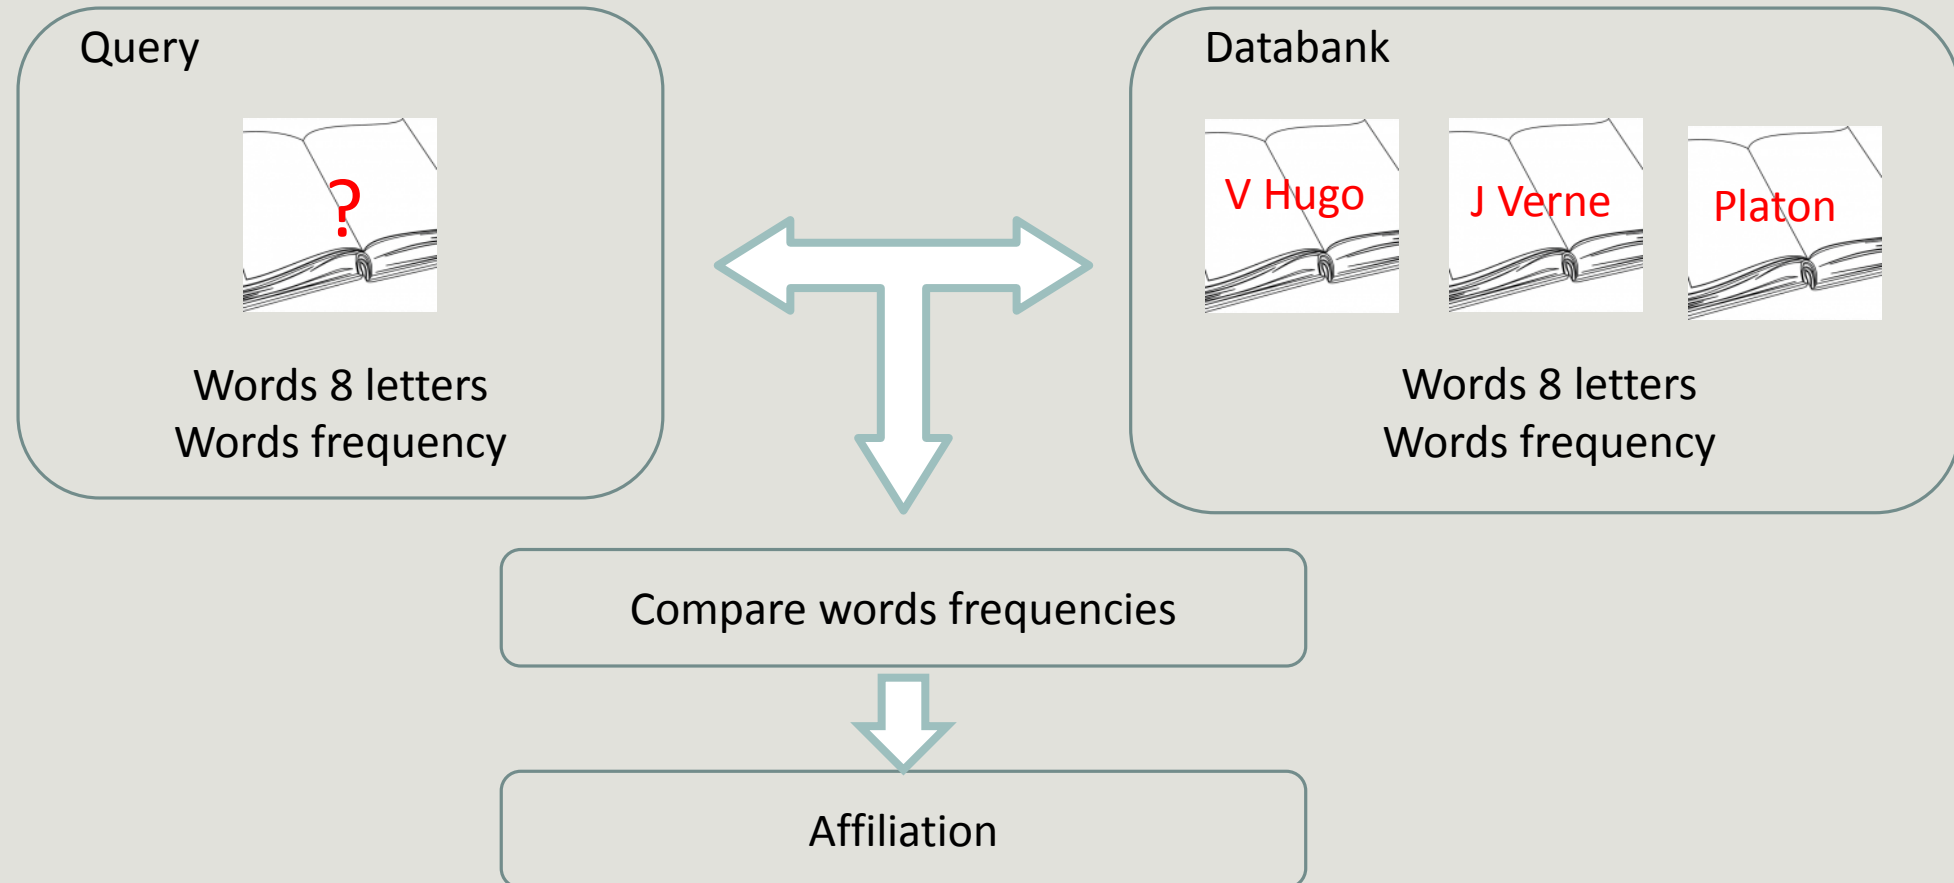 Query
?
Words 8 letters
Words frequency
Databank
V Hugo
J Verne
Platon
Words 8 letters
Words frequency
Compare words frequencies
Affiliation